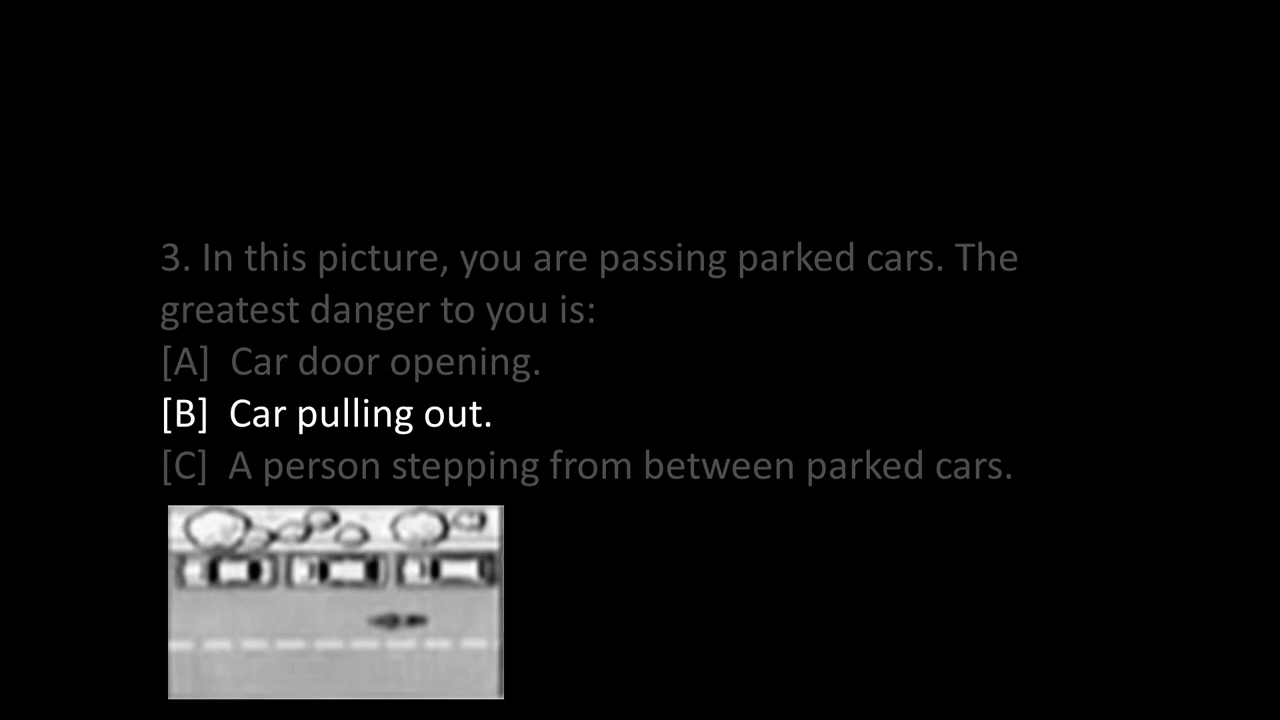 3. In this picture, you are passing parked cars. The
greatest danger to you is:
[A]  Car door opening.
[B]  Car pulling out.
[C]  A person stepping from between parked cars.